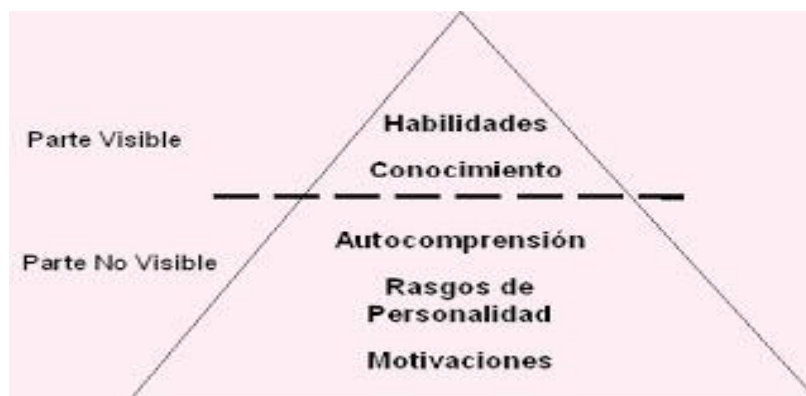 Habilidades
Parte Visible
Conocimiento
Autocomprensión
Parte No Visible
Rasgos de
Personalidad
Motivaciones